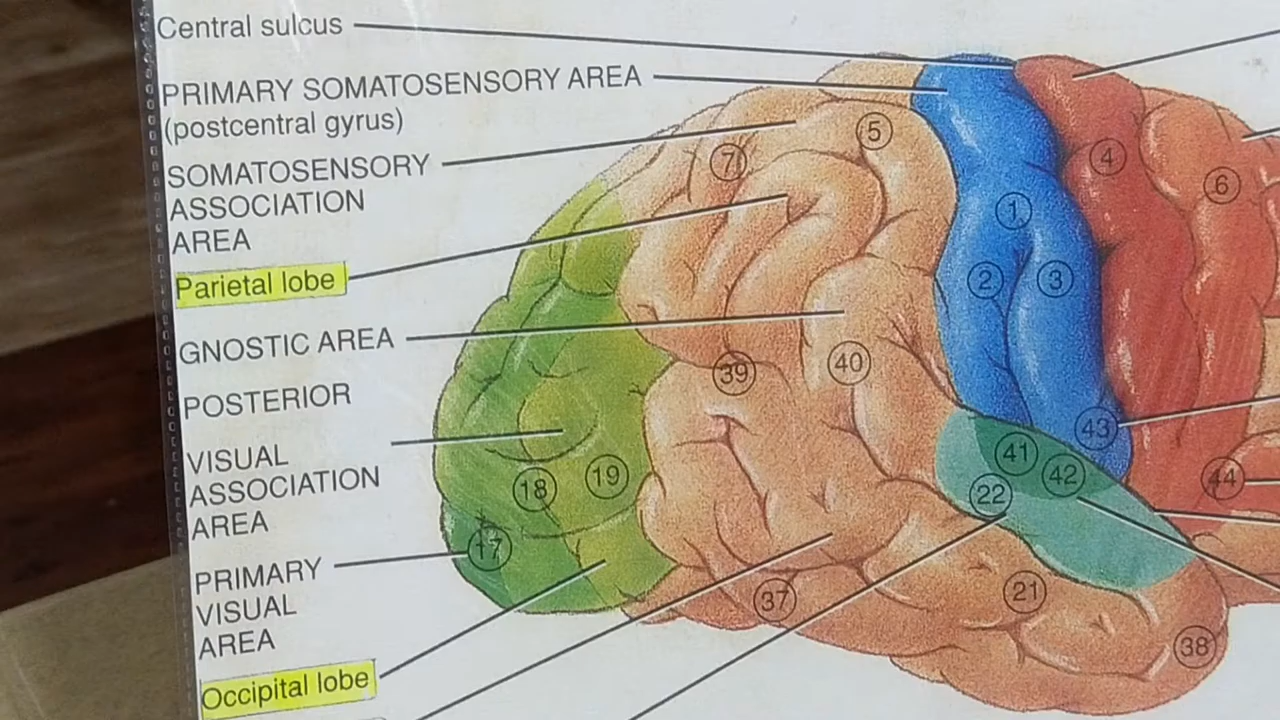 Central sulcus
PRIMARY SOMATOSENSORY AREA
(postcentral gyrus)
SOMATOSENSORY
ASSOCIATION
AREA
Parietal lobe
GNOSTIC AREA
POSTERIOR
VISUAL
ASSOCIATION
AREA
PRIMARY
VISUAL
AREA
Occipital lobe
5
7
4
6
1
2
3
39
40
43
41
42
44
22
18
19
17
37
21
38